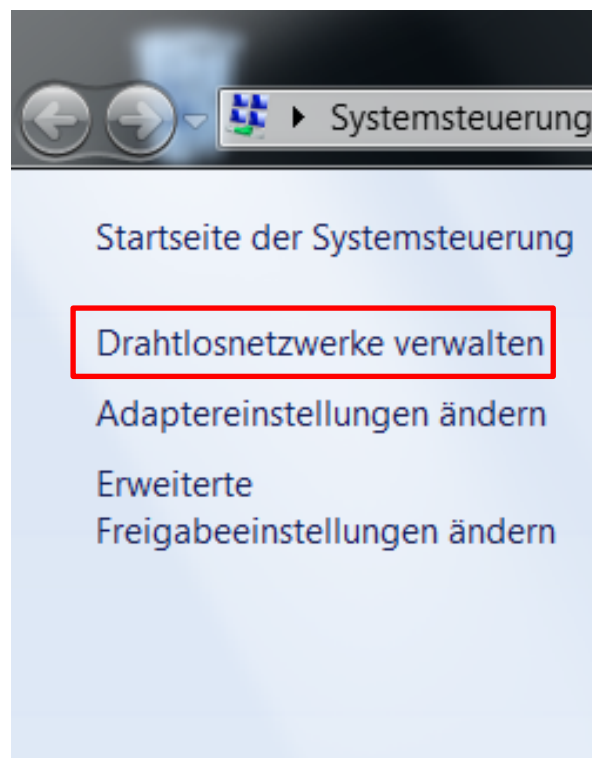 Systemsteuerung
Startseite der Systemsteuerung
Drahtlosnetzwerke verwalten
Adaptereinstellungen ändern
Erweiterte
Freigabeeinstellungen ändern